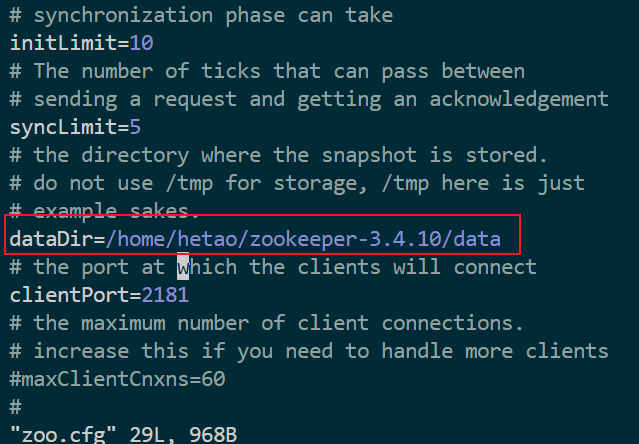 # synchronization phase can take
initLimit=10
# The number of ticks that can pass between
# sending a request and getting an acknowledgement
syncLimit=5
# the directory where the snapshot is stored.
# do not use /tmp for storage, /tmp here is just
# example sakes.
dataDir=/home/hetao/zookeeper-3.4.10/data
# the port at which the clients will connect
clientPort=2181
# the maximum number of client connections.
# increase this if you need to handle more clients
#maxClientCnxns=60
#
"zoo.cfg" 29L, 968B